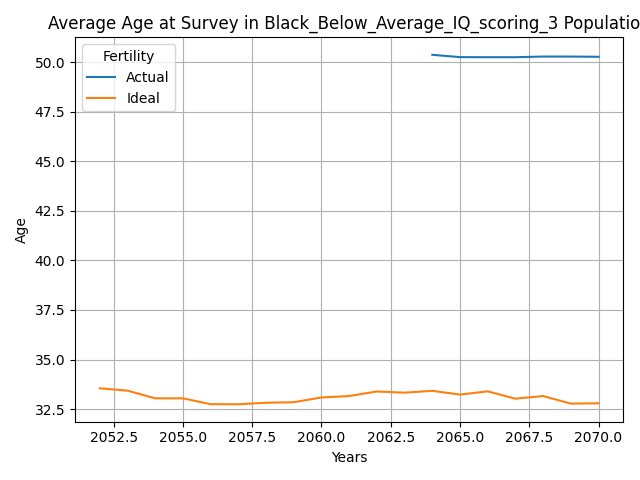 Average Age at Survey in Black_Below_Average_IQ_scoring_3 Populatio
Fertility
Actual
Ideal
50.0
47.5
45.0
42.5
40.0
37.5
35.0
32.5
Age
2052.5 2055.0 2057.5 2060.0 2062.5 2065.0 2067.5 2070.0
Years